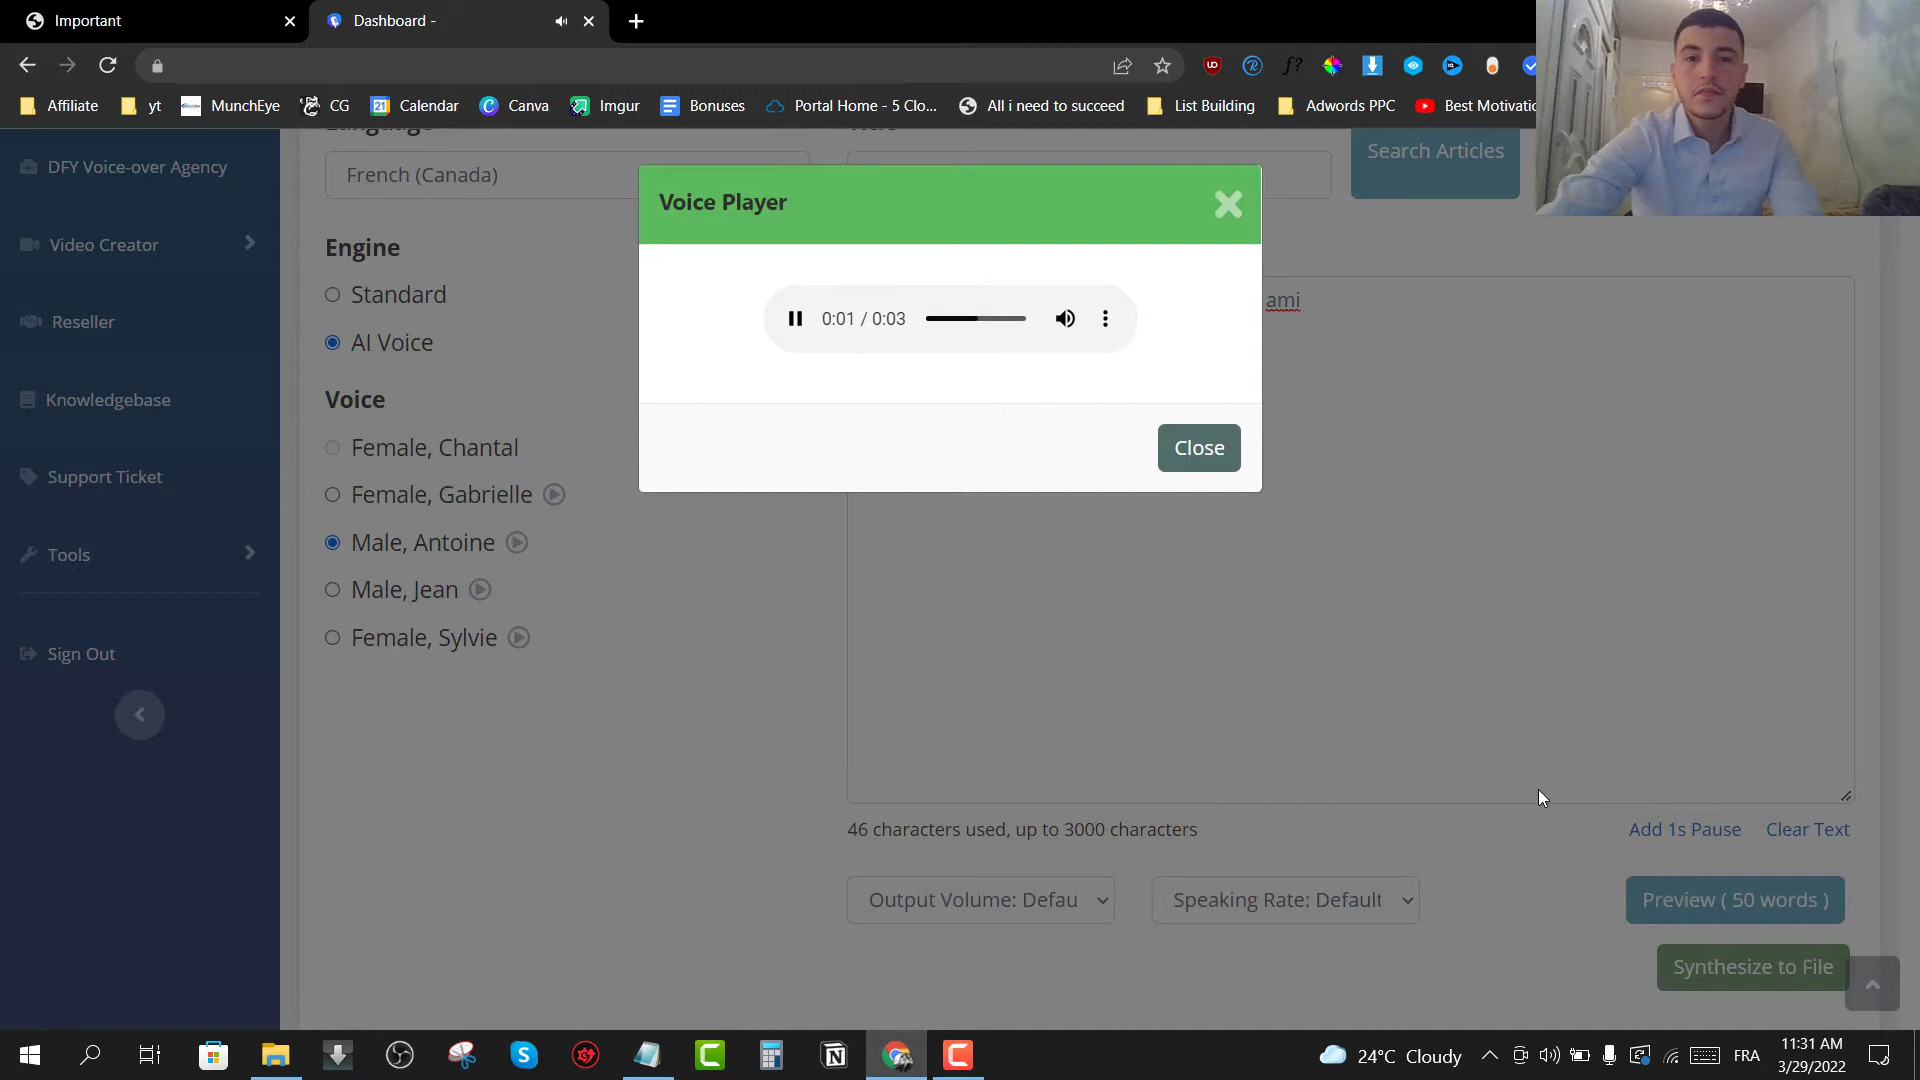 Important
Dashboard -
Affiliate
yt
MunchEye
CG
Calendar
Canva
Imgur
Bonuses
Portal Home - 5 Clo...
All i need to succeed
List Building
Adwords PPC
Best Motivatio
DFY Voice-over Agency
Video Creator
Reseller
Knowledgebase
Support Ticket
Tools
Sign Out
Language
French (Canada)
Search Articles
Engine
Standard
AI Voice
Voice
Female, Chantal
Female, Gabrielle
Male, Antoine
Male, Jean
Female, Sylvie
Voice Player
0:01 / 0:03
Close
ami
46 characters used, up to 3000 characters
Add 1s Pause
Clear Text
Output Volume: Defau
Speaking Rate: Default
Preview ( 50 words )
Synthesize to File
24°C Cloudy
FRA
11:31 AM
3/29/2022